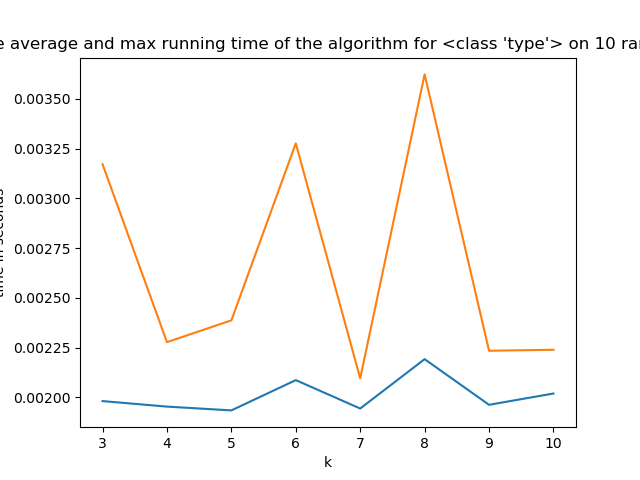 average and max running time of the algorithm for <class 'type'> on 10
0.00350
0.00325
0.00300
0.00275
0.00250
0.00225
0.00200
time in seconds
3 4 5 6 7 8 9 10
k